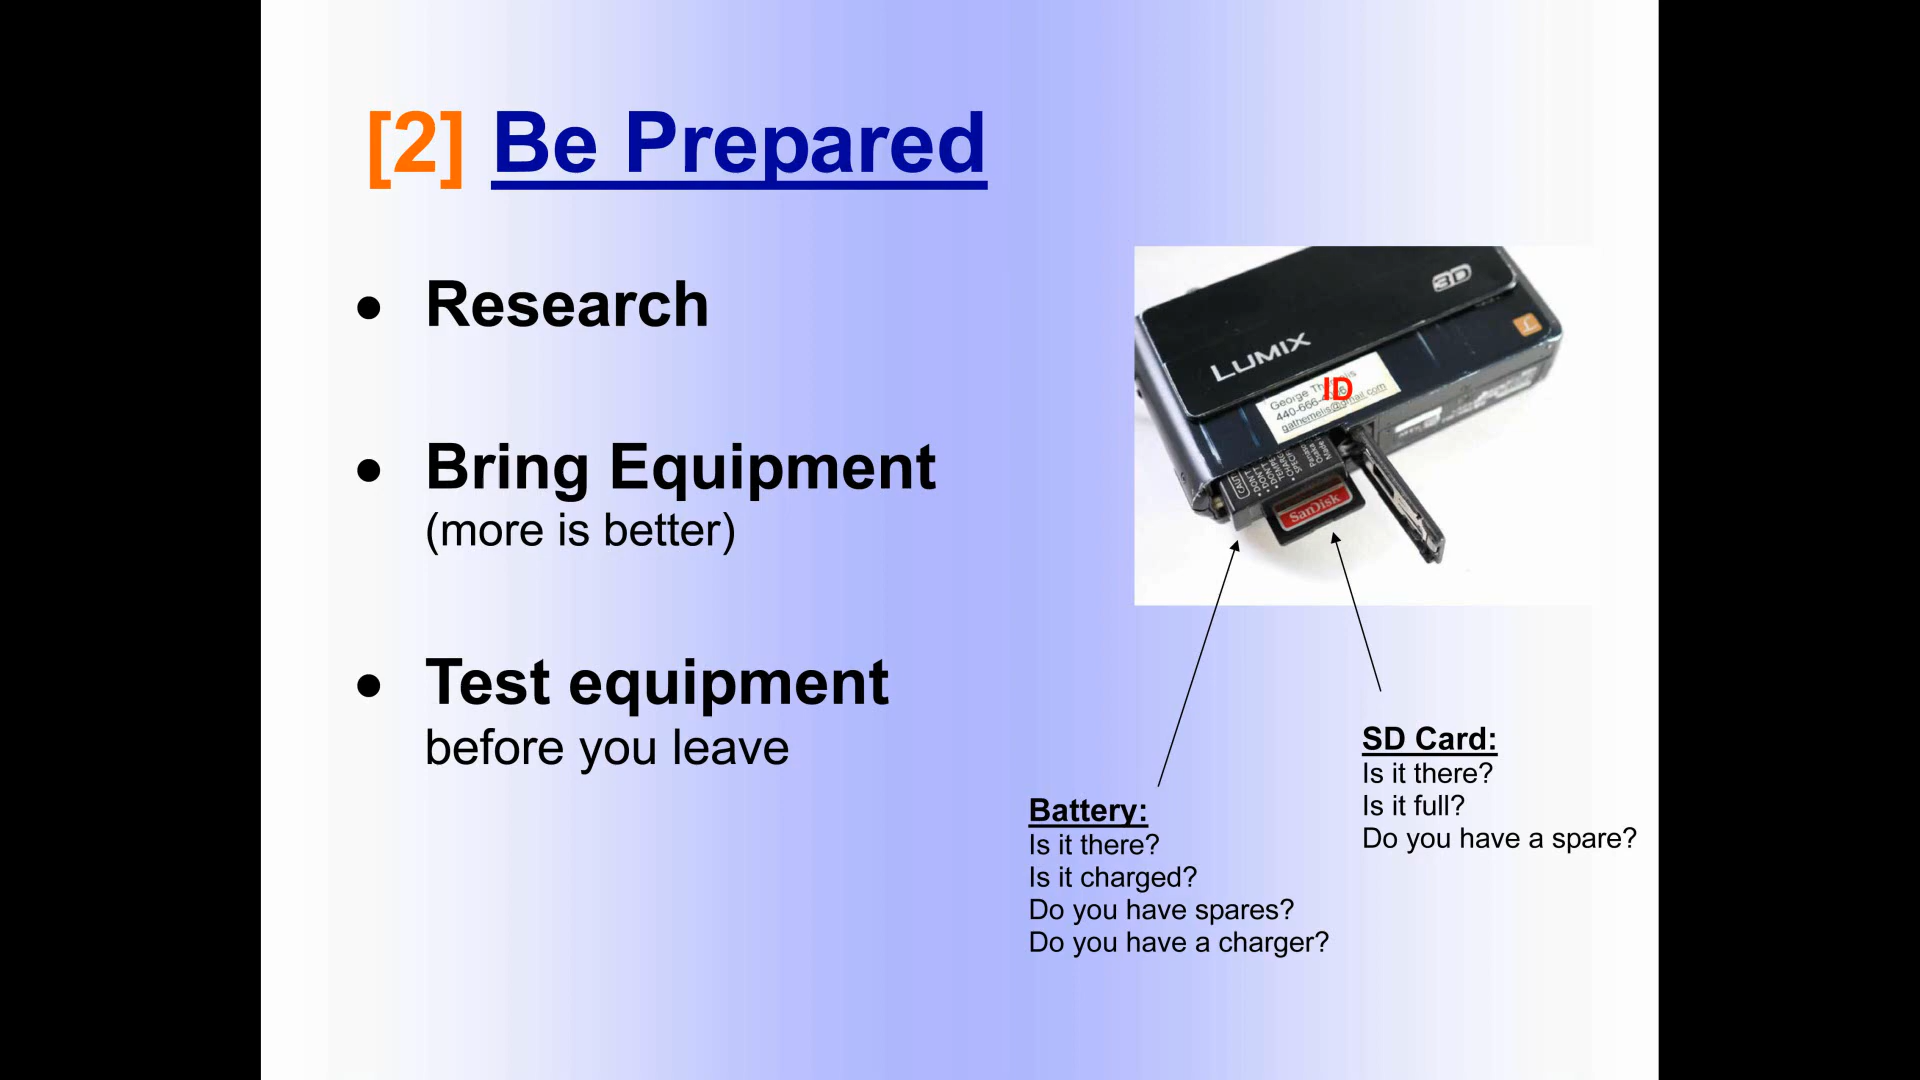 [2] Be Prepared
• Research
• Bring Equipment
(more is better)
• Test equipment
before you leave
3D
LUMIX
ID
George
440-666-
gathemelis@gmail.com
SanDisk
SD Card:
Is it there?
Is it full?
Do you have a spare?
Battery:
Is it there?
Is it charged?
Do you have spares?
Do you have a charger?